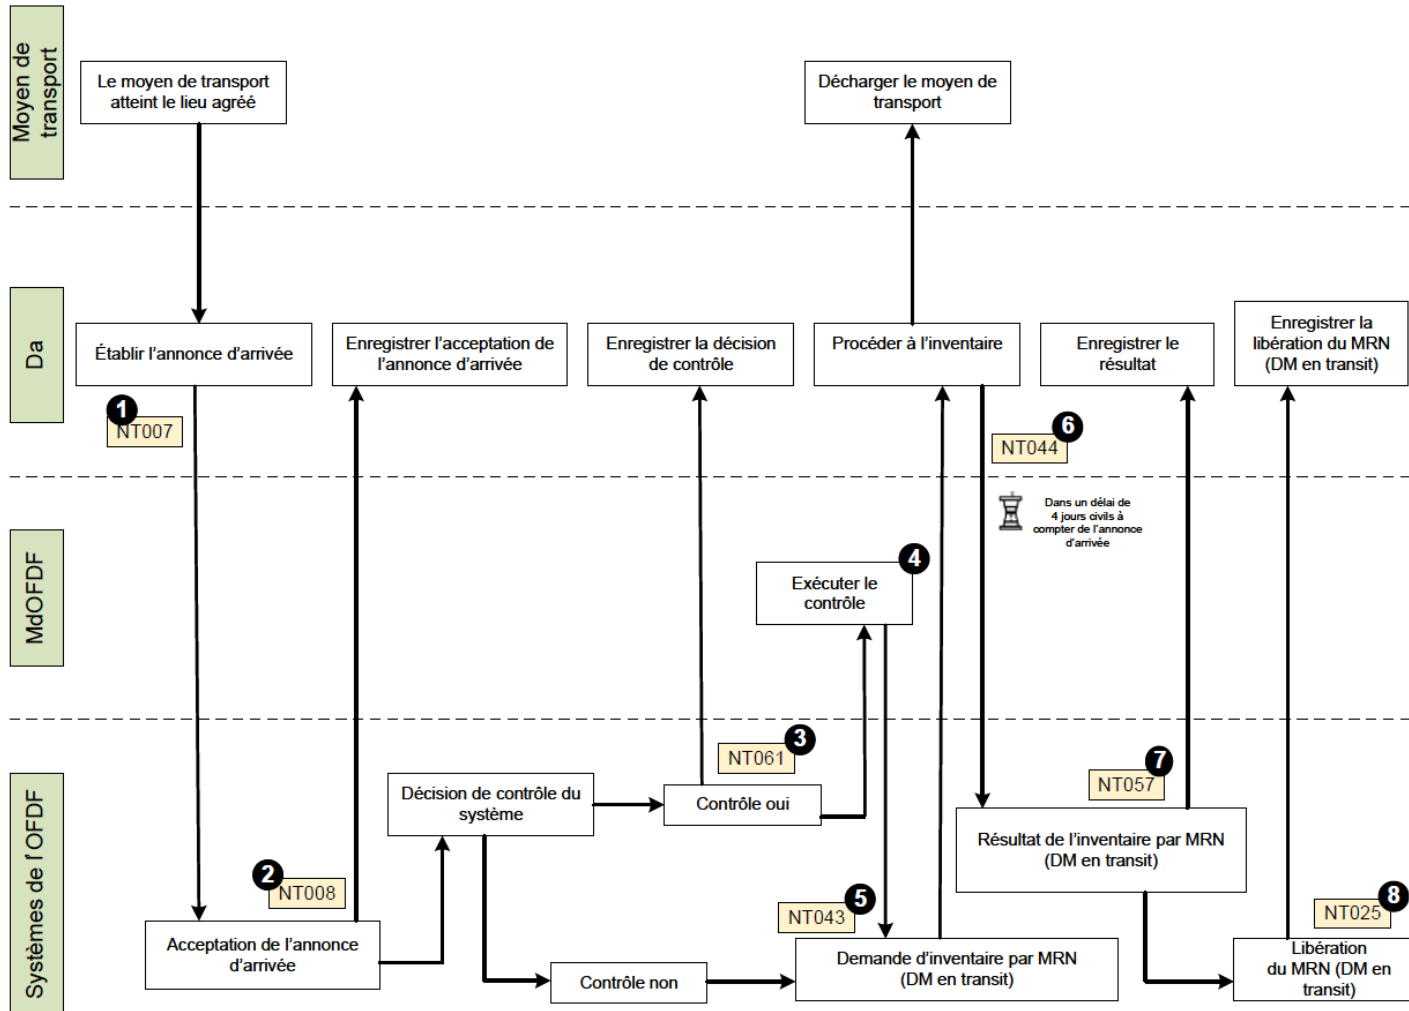 Moyen de
transport
Le moyen de transport
atteint le lieu agréé
Décharger le moyen de
transport
Da
Établir l'annonce d'arrivée
Enregistrer l'acceptation de
l'annonce d'arrivée
Enregistrer la décision
de contrôle
Procéder à l'inventaire
Enregistrer le
résultat
Enregistrer la
libération du MRN
(DM en transit)
1
NT007
6
NT044
MdOFDF
Dans un délai de
4 jours civils à
compter de l'annonce
d'arrivée
4
Exécuter le
contrôle
Systèmes de l'OFDF
3
NT061
Décision de contrôle du
système
Contrôle oui
7
NT057
Résultat de l'inventaire par MRN
(DM en transit)
2
NT008
Acceptation de l'annonce
d'arrivée
Contrôle non
5
NT043
Demande d'inventaire par MRN
(DM en transit)
8
NT025
Libération
du MRN (DM en
transit)